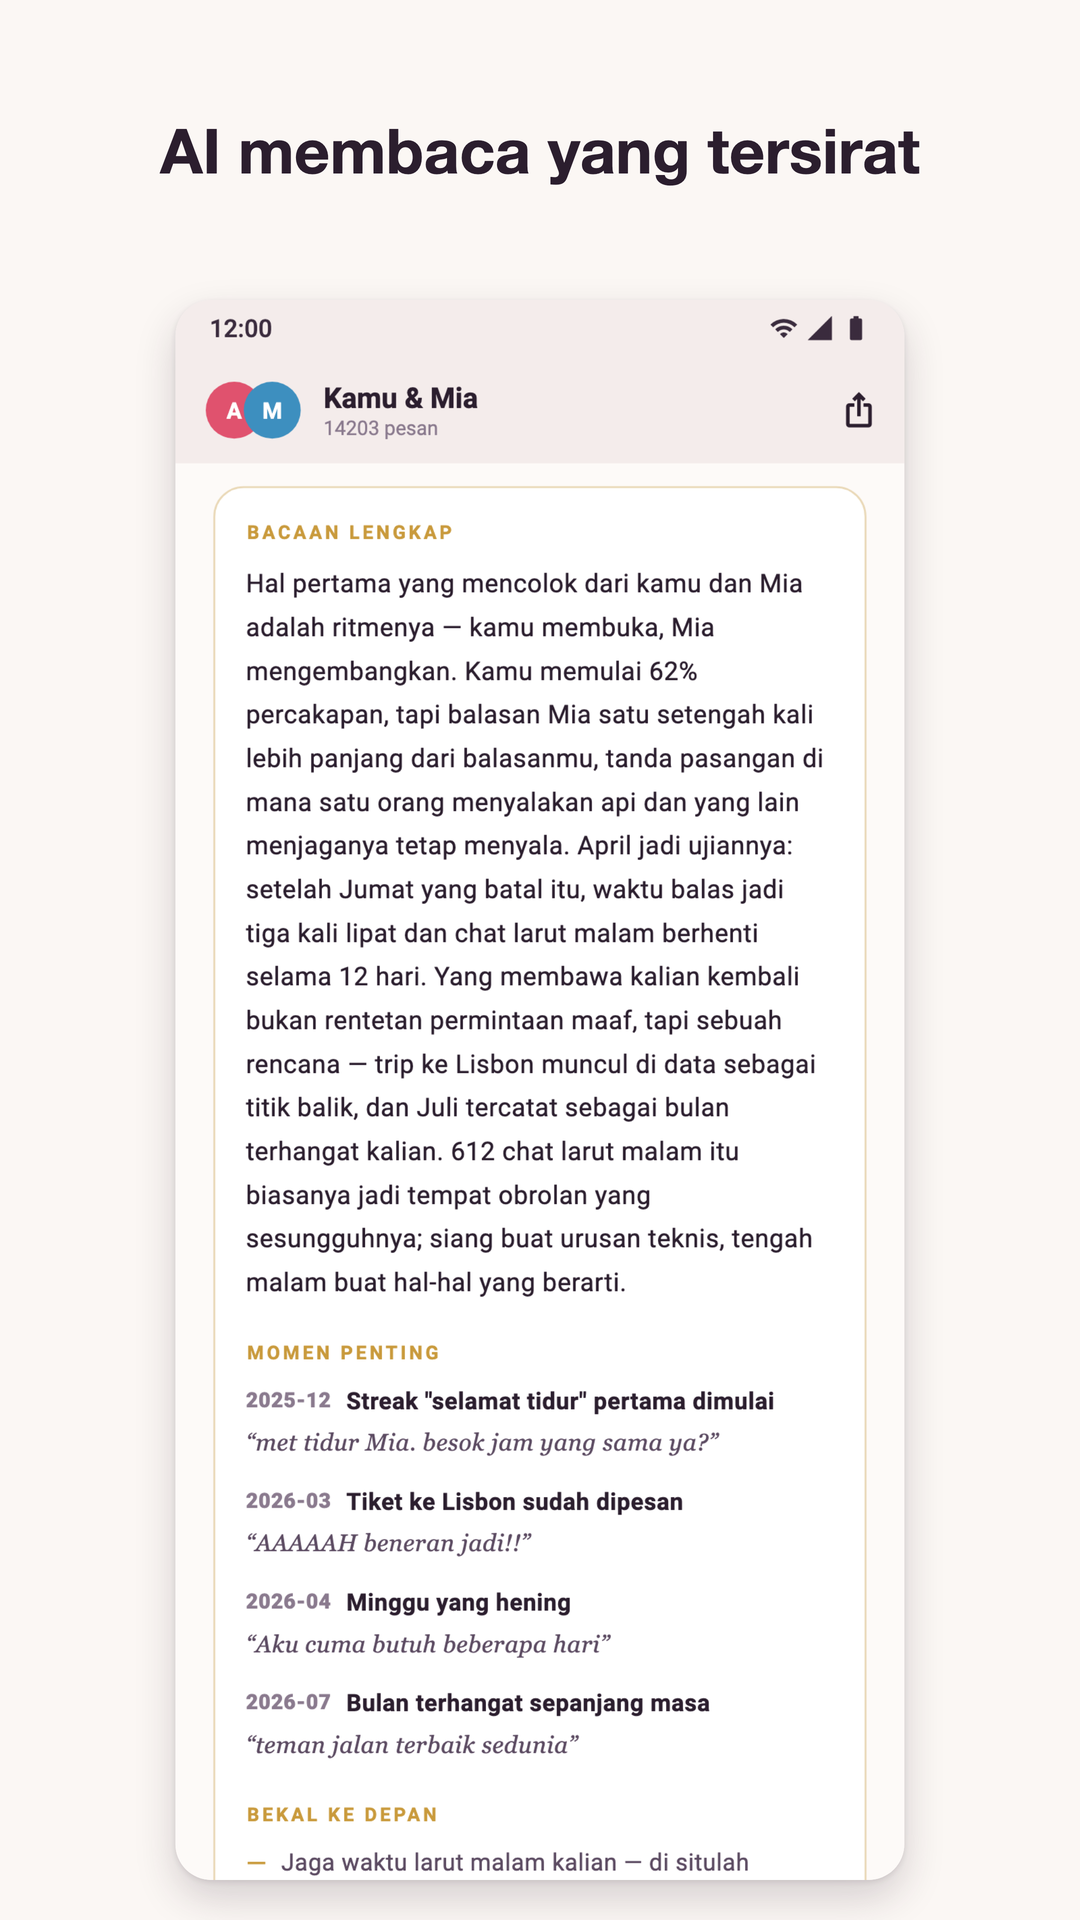 AI membaca yang tersirat
12:00
A
M
Kamu & Mia
14203 pesan
BACAAN LENGKAP
Hal pertama yang mencolok dari kamu dan Mia
adalah ritmenya — kamu membuka, Mia
mengembangkan. Kamu memulai 62%
percakapan, tapi balasan Mia satu setengah kali
lebih panjang dari balasanmu, tanda pasangan di
mana satu orang menyalakan api dan yang lain
menjaganya tetap menyala. April jadi ujiannya:
setelah Jumat yang batal itu, waktu balas jadi
tiga kali lipat dan chat larut malam berhenti
selama 12 hari. Yang membawa kalian kembali
bukan rentetan permintaan maaf, tapi sebuah
rencana — trip ke Lisbon muncul di data sebagai
titik balik, dan Juli tercatat sebagai bulan
terhangat kalian. 612 chat larut malam itu
biasanya jadi tempat obrolan yang
sesungguhnya; siang buat urusan teknis, tengah
malam buat hal-hal yang berarti.
MOMEN PENTING
2025-12 Streak "selamat tidur" pertama dimulai
“met tidur Mia. besok jam yang sama ya?”
2026-03 Tiket ke Lisbon sudah dipesan
“AAAAAH beneran jadi!!”
2026-04 Minggu yang hening
“Aku cuma butuh beberapa hari”
2026-07 Bulan terhangat sepanjang masa
“teman jalan terbaik sedunia”
BEKAL KE DEPAN
— Jaga waktu larut malam kalian — di situlah